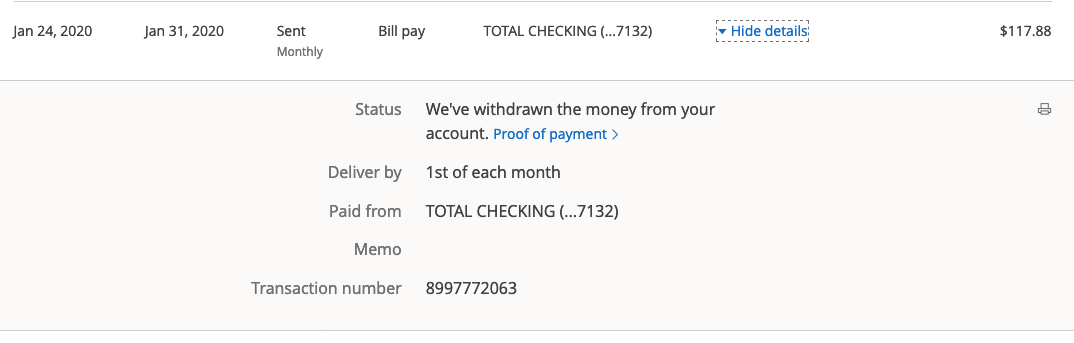 Jan 24, 2020 Jan 31, 2020 Sent Bill pay TOTAL CHECKING (...7132) Hide details $117.88
Monthly
Status We've withdrawn the money from your
account. Proof of payment >
Deliver by 1st of each month
Paid from TOTAL CHECKING (...7132)
Memo
Transaction number 8997772063